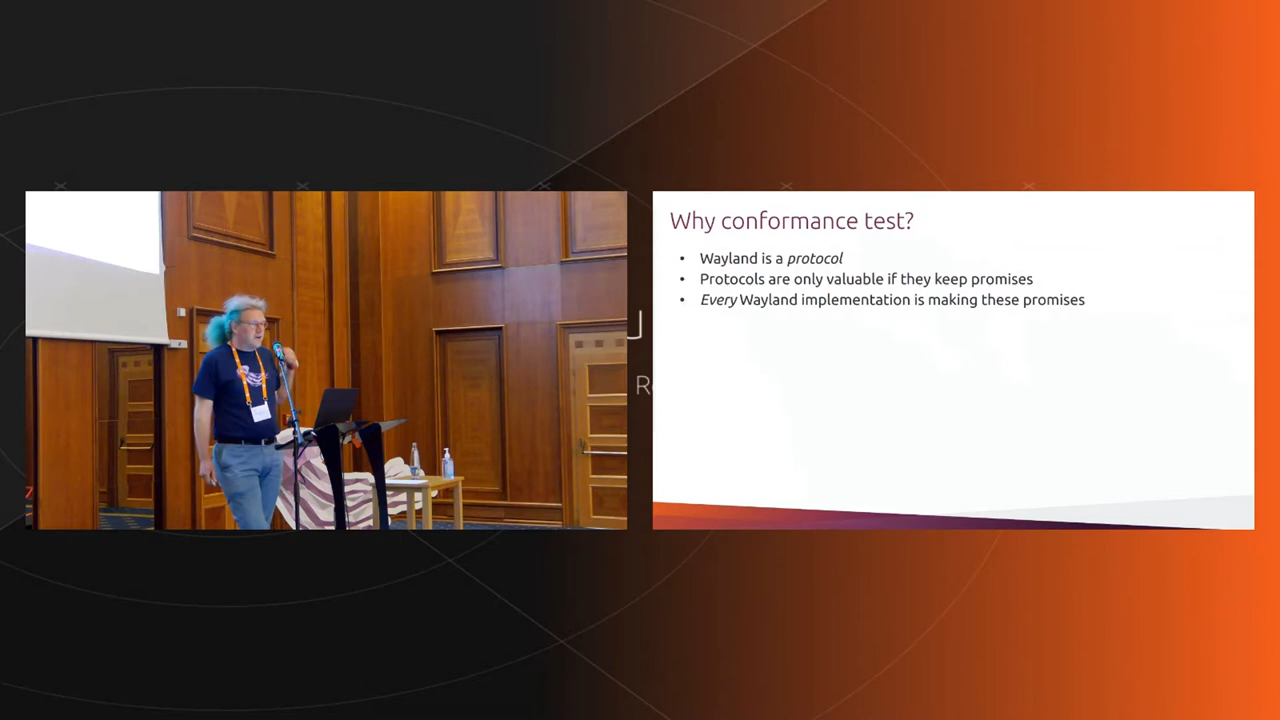 Why conformance test?
• Wayland is a protocol
• Protocols are only valuable if they keep promises
• Every Wayland implementation is making these promises